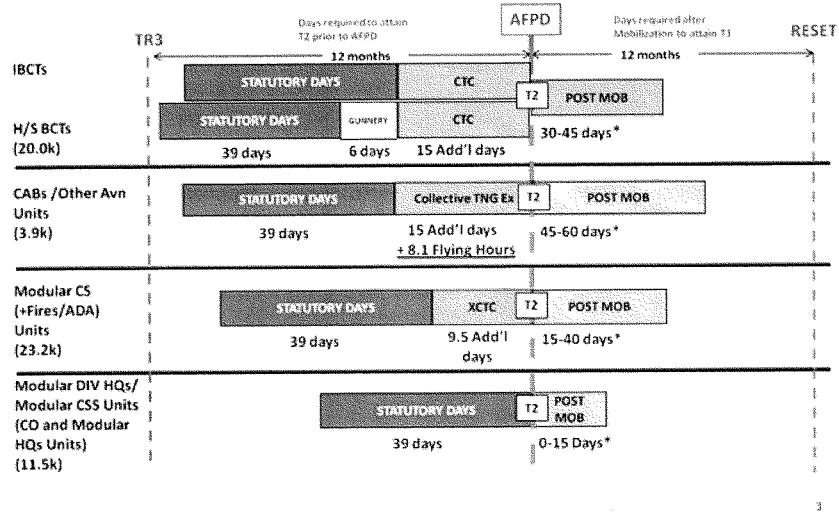 Days required to attain
T2 prior to AFPD
AFPD
Days required after
Mobilization to attain T1
TR3
RESET
12 months
12 months
IBCTs
STATUTORY DAYS
CTC
T2
POST MOB
H/S BCTs
(20.0k)
STATUTORY DAYS
GUNNERY
CTC
30-45 days*
39 days
6 days
15 Add'l days
CABs /Other Avn
Units
(3.9k)
STATUTORY DAYS
Collective TNG Ex
T2
POST MOB
39 days
15 Add'l days
+ 8.1 Flying Hours
45-60 days*
Modular CS
(+Fires/ADA)
Units
(23.2k)
STATUTORY DAYS
XCTC
T2
POST MOB
39 days
9.5 Add'l
days
15-40 days*
Modular DIV HQs/
Modular CSS Units
(CO and Modular
HQs Units)
(11.5k)
STATUTORY DAYS
T2
POST
MOB
39 days
0-15 Days*
3